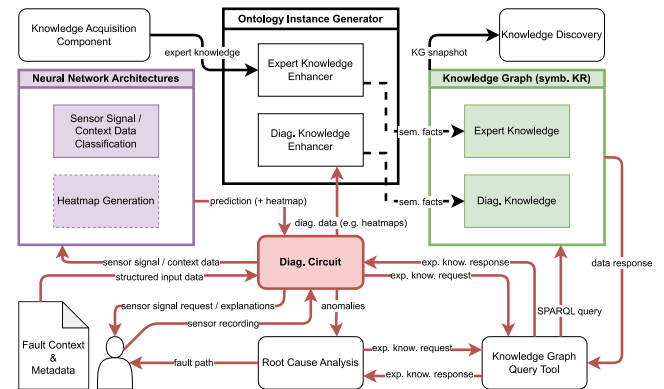 Ontology Instance Generator
Knowledge Acquisition
Component
expert knowledge
Expert Knowledge
Enhancer
Diag. Knowledge
Enhancer
KG snapshot
Knowledge Discovery
Neural Network Architectures
Sensor Signal /
Context Data
Classification
Heatmap Generation
Knowledge Graph (symb. KR)
Expert Knowledge
Diag. Knowledge
sem. facts
sem. facts
prediction (+ heatmap)
diag. data (e.g. heatmaps)
Diag. Circuit
sensor signal / context data
structured input data
exp. know. response
exp. know. request
data response
SPARQL query
sensor signal request / explanations
anomalies
sensor recording
Fault Context
&
Metadata
fault path
Root Cause Analysis
exp. know. request
exp. know. response
Knowledge Graph
Query Tool